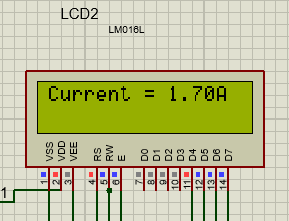 LCD2
LM016L
Current = 1.70A
VSS VDD VEE RS RW E D0 D1 D2 D3 D4 D5 D6 D7
1 2 3 4 5 6 7 8 9 10 11 12 13 14
1